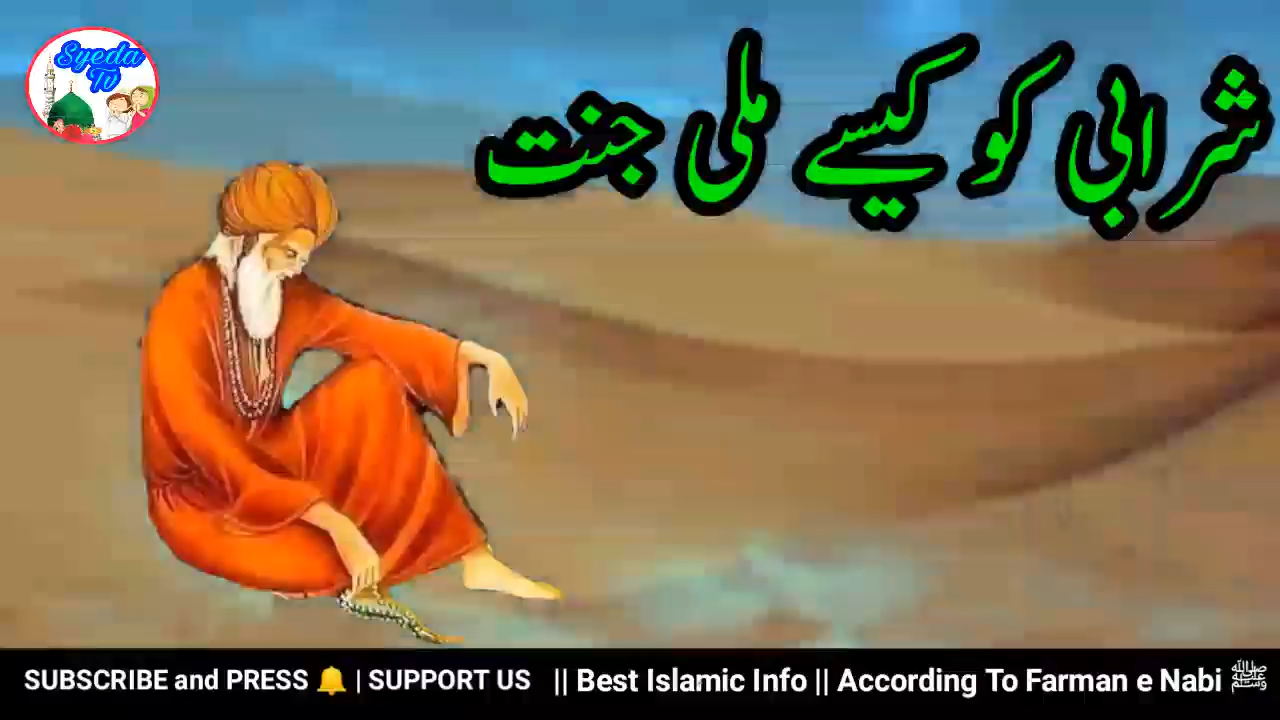 Syeda
Tv
شرابی کو کیسے ملی جنت
SUBSCRIBE and PRESS 🔔 | SUPPORT US || Best Islamic Info || According To Farman e Nabi ﷺ